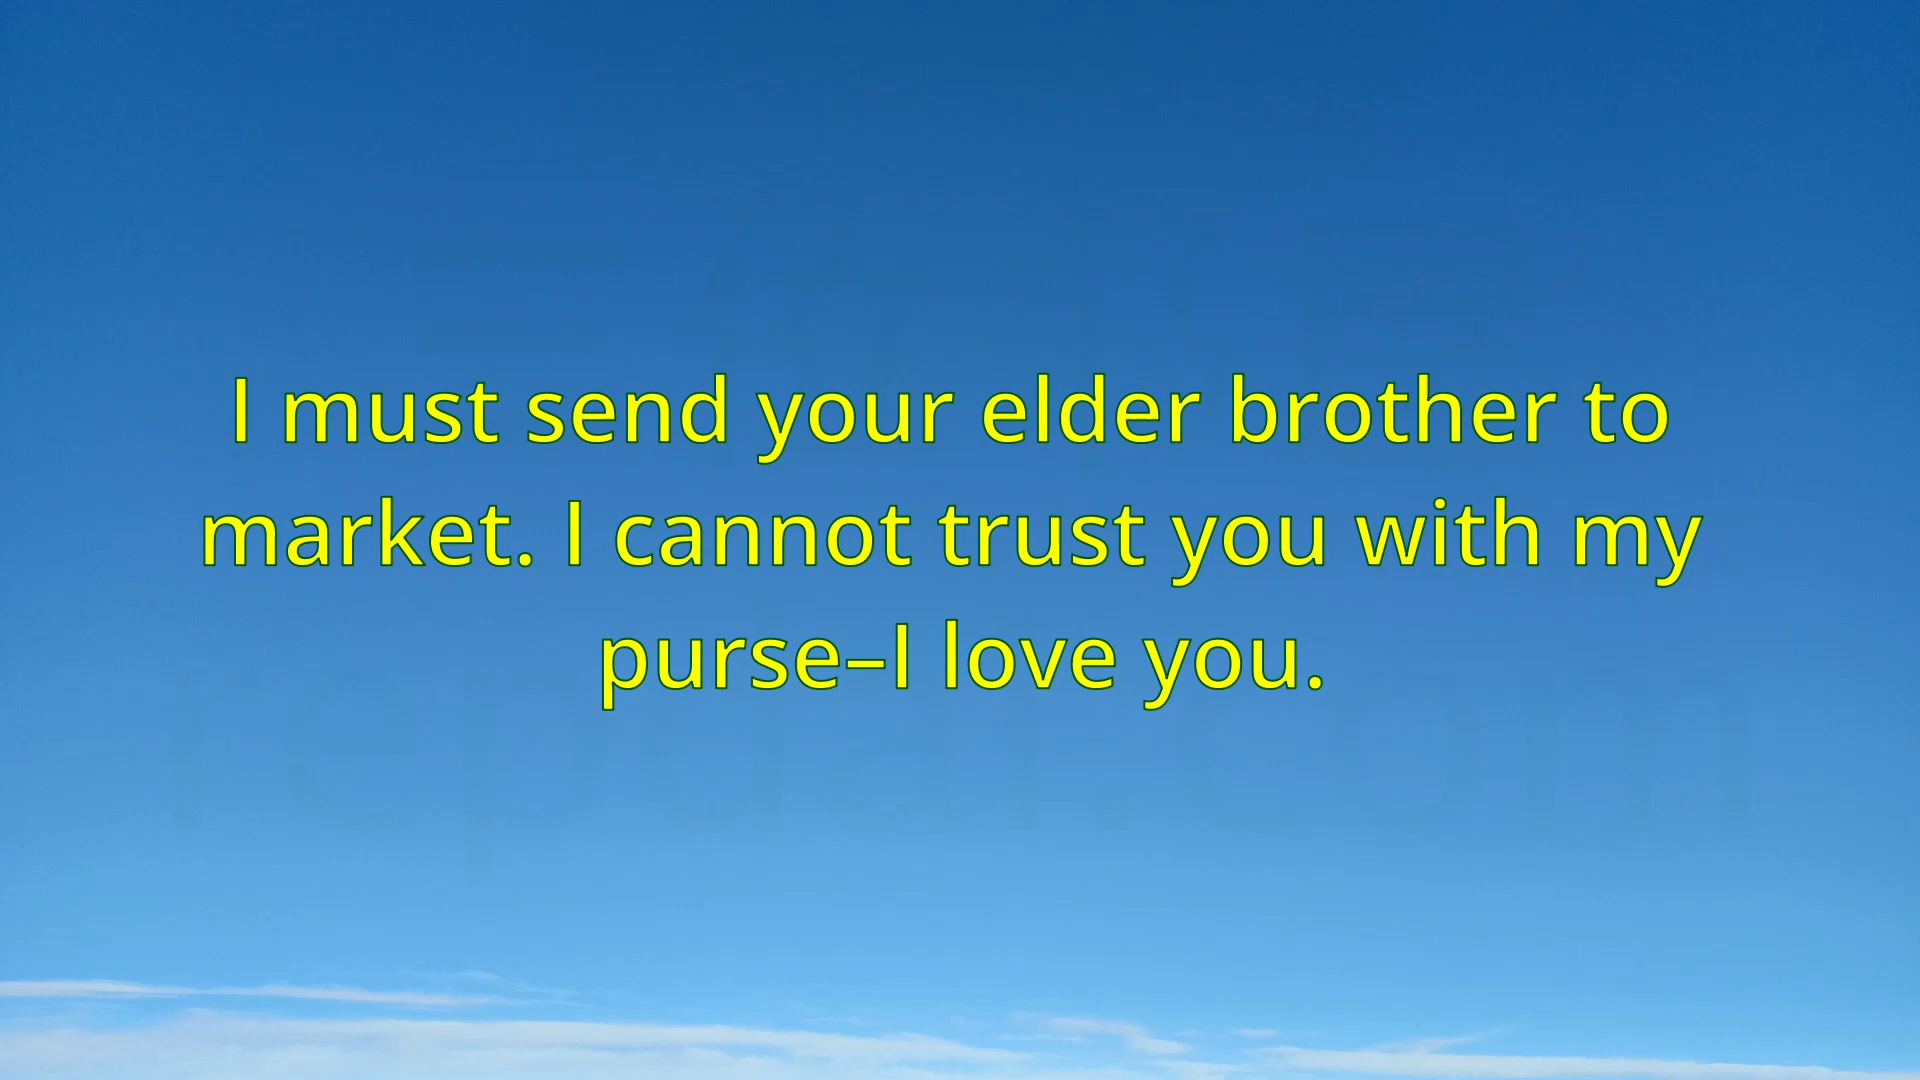 I must send your elder brother to
market. I cannot trust you with my
purse–I love you.